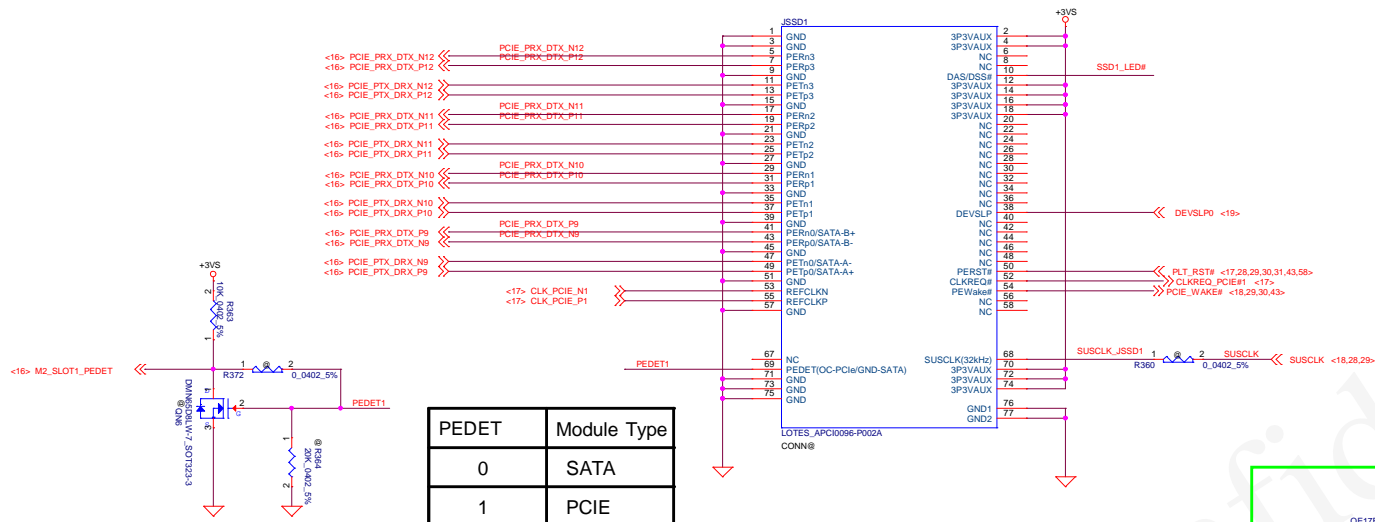 +3VS
JSSD1
1 GND 3P3VAUX 2
3 GND 3P3VAUX 4
<16> PCIE_PRX_DTX_N12 PCIE_PRX_DTX_N12 5 PERn3 NC 6
<16> PCIE_PRX_DTX_P12 PCIE_PRX_DTX_P12 7 PERp3 NC 8
9 GND DAS/DSS# 10 SSD1_LED#
<16> PCIE_PTX_DRX_N12 11 PETn3 3P3VAUX 12
<16> PCIE_PTX_DRX_P12 13 PETp3 3P3VAUX 14
15 GND 3P3VAUX 16
<16> PCIE_PRX_DTX_N11 PCIE_PRX_DTX_N11 17 PERn2 3P3VAUX 18
<16> PCIE_PRX_DTX_P11 PCIE_PRX_DTX_P11 19 PERp2 NC 20
21 GND NC 22
<16> PCIE_PTX_DRX_N11 23 PETn2 NC 24
<16> PCIE_PTX_DRX_P11 25 PETp2 NC 26
27 GND NC 28
<16> PCIE_PRX_DTX_N10 PCIE_PRX_DTX_N10 29 PERn1 NC 30
<16> PCIE_PRX_DTX_P10 PCIE_PRX_DTX_P10 31 PERp1 NC 32
33 GND NC 34
<16> PCIE_PTX_DRX_N10 35 PETn1 NC 36
<16> PCIE_PTX_DRX_P10 37 PETp1 DEVSLP 38 DEVSLP0 <19>
39 GND NC 40
<16> PCIE_PRX_DTX_P9 PCIE_PRX_DTX_P9 41 PERn0/SATA-B+ NC 42
<16> PCIE_PRX_DTX_N9 PCIE_PRX_DTX_N9 43 PERp0/SATA-B- NC 44
45 GND NC 46
<16> PCIE_PTX_DRX_N9 47 PETn0/SATA-A- NC 48
<16> PCIE_PTX_DRX_P9 49 PETp0/SATA-A+ PERST# 50 PLT_RST# <17,28,29,30,31,43,58>
51 GND CLKREQ# 52 CLKREQ_PCIE#1 <17>
<17> CLK_PCIE_N1 53 REFCLKN PEWake# 54 PCIE_WAKE# <18,29,30,43>
<17> CLK_PCIE_P1 55 REFCLKP NC 56
57 GND NC 58
67 NC SUSCLK(32kHz) 68 SUSCLK_JSSD1 1 @ 2 SUSCLK SUSCLK <18,28,29>
R360 0_0402_5%
PEDET1 69 PEDET(OC-PCIe/GND-SATA) 3P3VAUX 70
71 GND 3P3VAUX 72
73 GND 3P3VAUX 74
75 GND
GND1 76
GND2 77
LOTES_APCI0096-P002A
CONN@
+3VS
2
R363
10K_0402_5%
1
<16> M2_SLOT1_PEDET
1 @ 2
R372 0_0402_5%
1
2 PEDET1
3
DMN65D8LW-7_SOT323-3
@QN6
1
@R364
20K_0402_5%
2
PEDET Module Type
0 SATA
1 PCIE